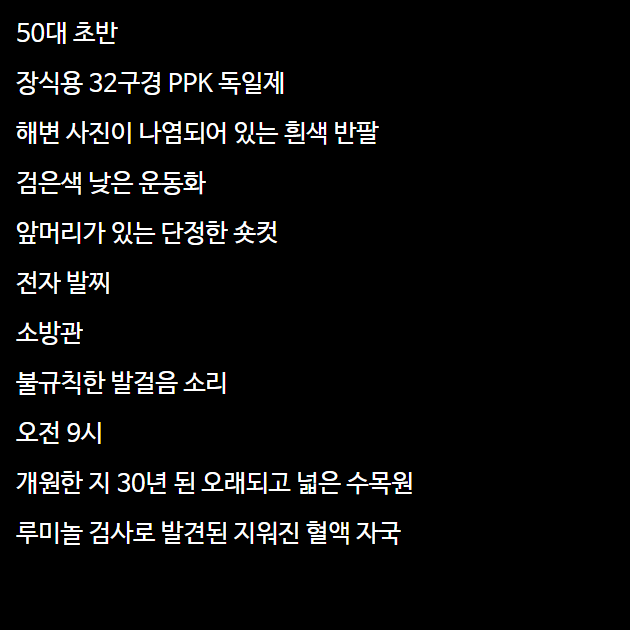 50대 초반
장식용 32구경 PPK 독일제
해변 사진이 나염되어 있는 흰색 반팔
검은색 낮은 운동화
앞머리가 있는 단정한 숏컷
전자 발찌
소방관
불규칙한 발걸음 소리
오전 9시
개원한 지 30년 된 오래되고 넓은 수목원
루미놀 검사로 발견된 지워진 혈액 자국